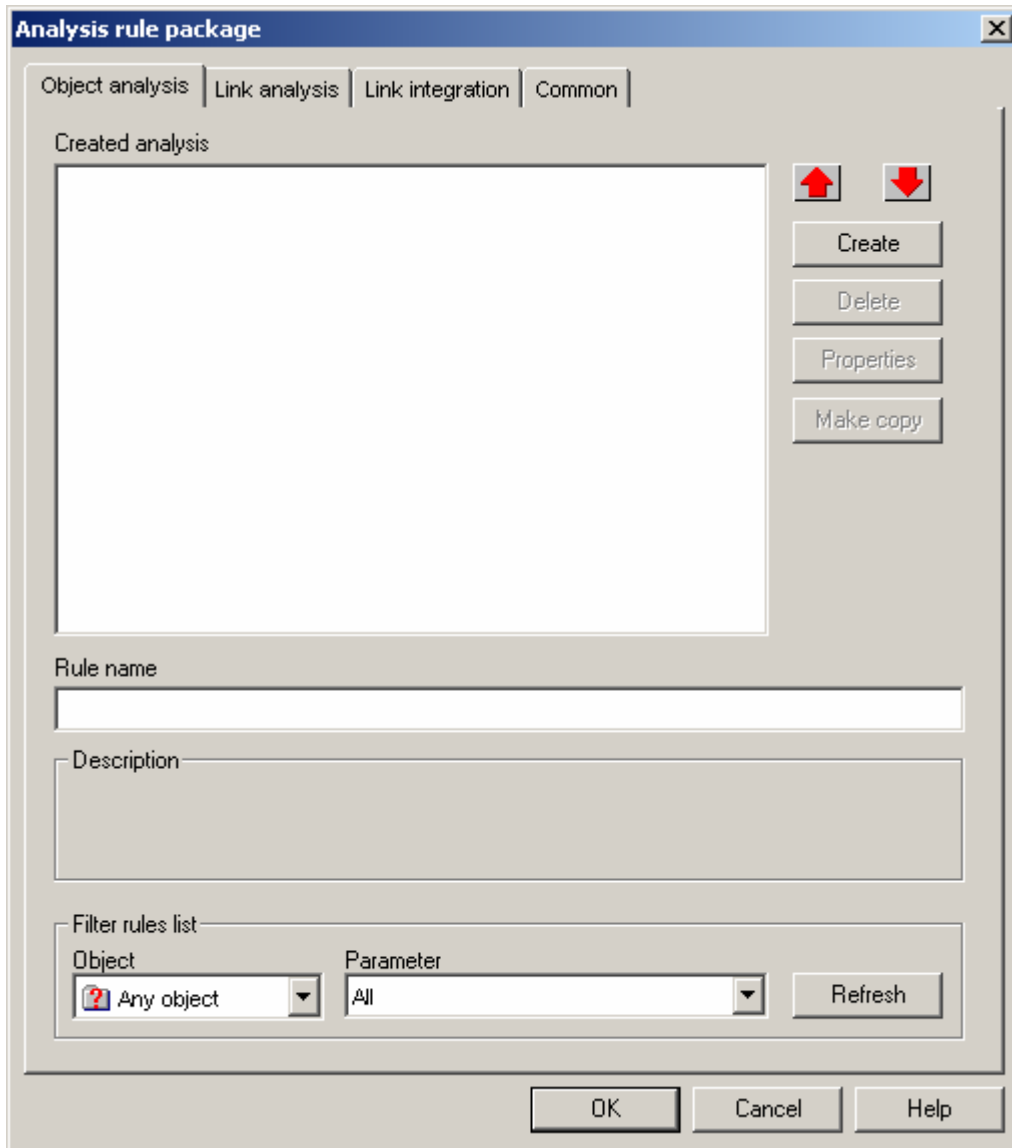 Analysis rule package
Object analysis Link analysis Link integration Common
Created analysis
Create
Delete
Properties
Make copy
Rule name
Description
Filter rules list
Object Parameter
Any object All Refresh
OK Cancel Help